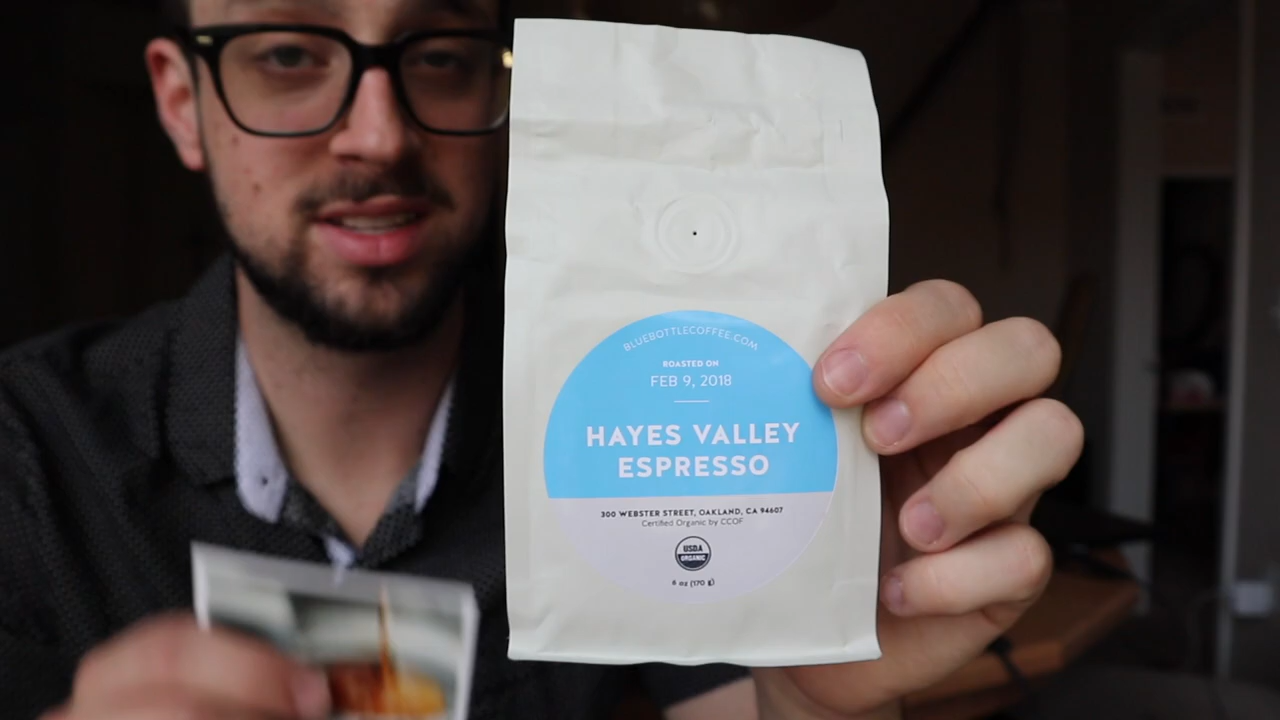 BLUEBOTTLECOFFEE.COM
ROASTED ON
FEB 9, 2018
HAYES VALLEY
ESPRESSO
300 WEBSTER STREET, OAKLAND, CA 94607
Certified Organic by CCOF
USDA
ORGANIC
6 oz (170 g)